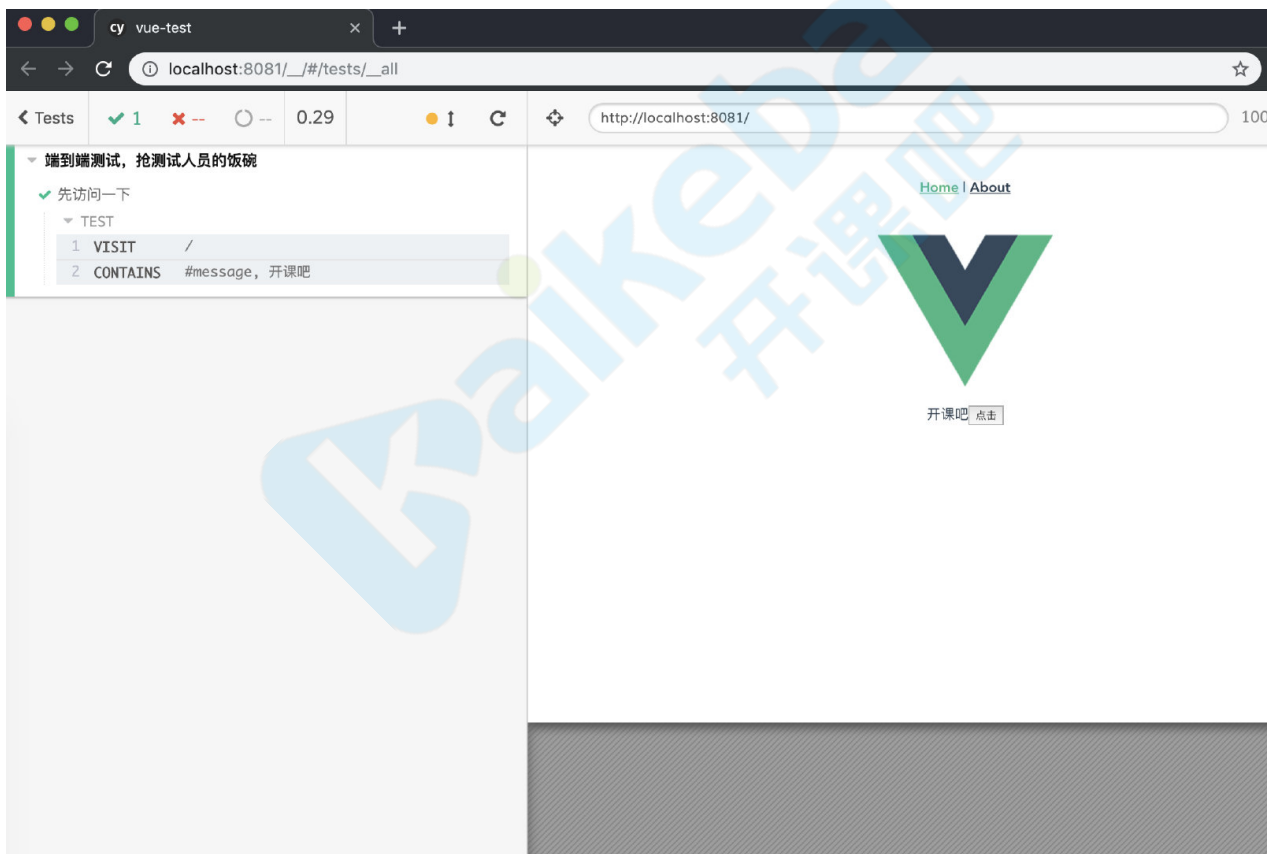 cy vue-test
localhost:8081/__/#/tests/__all
Tests 1 -- -- 0.29
http://localhost:8081/ 100
端到端测试，抢测试人员的饭碗
先访问一下
TEST
1 VISIT /
2 CONTAINS #message, 开课吧
Home | About
开课吧 点击
Kaikeba
开课吧